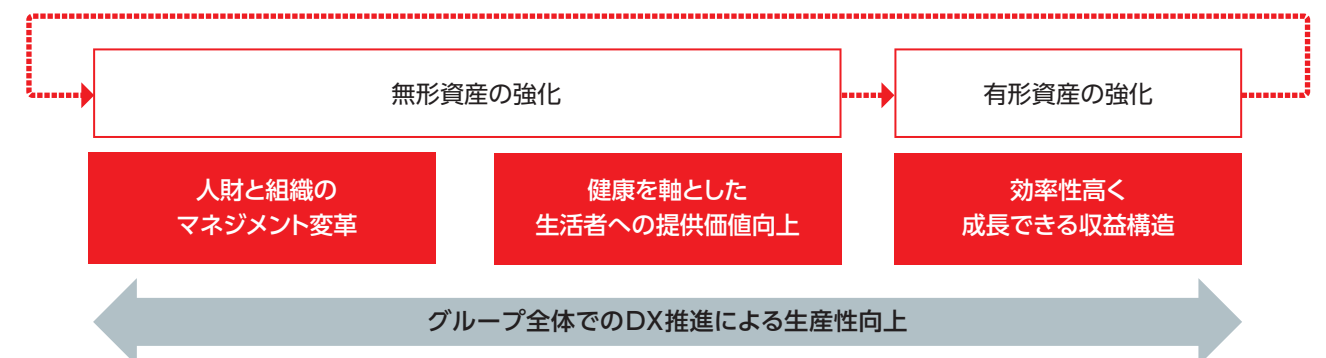 無形資産の強化
有形資産の強化
人財と組織の
マネジメント変革
健康を軸とした
生活者への提供価値向上
効率性高く
成長できる収益構造
グループ全体でのDX推進による生産性向上